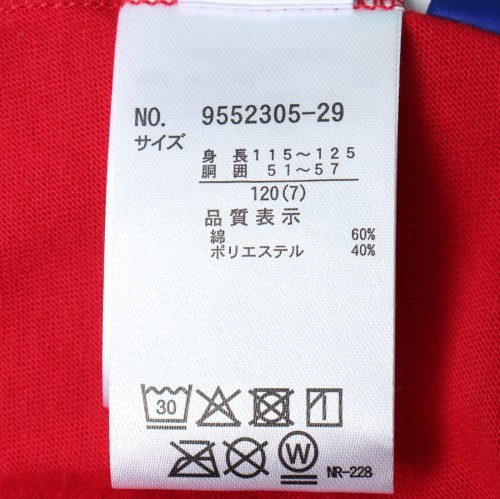 NO. 9552305-29
サイズ
身長115～125
胴囲 51～57
120(7)
品質表示
綿 60%
ポリエステル 40%
30
W NR-228